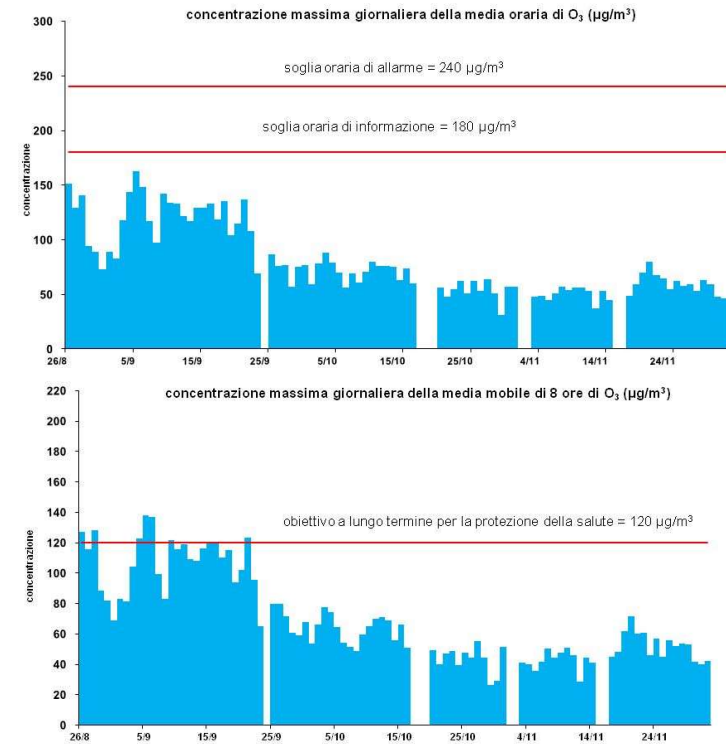 concentrazione massima giornaliera della media oraria di O₃ (µg/m³)
300
250
200
150
100
50
0
concentrazione
soglia oraria di allarme = 240 µg/m³
soglia oraria di informazione = 180 µg/m³
26/8 5/9 15/9 25/9 5/10 15/10 25/10 4/11 14/11 24/11
concentrazione massima giornaliera della media mobile di 8 ore di O₃ (µg/m³)
220
200
180
160
140
120
100
80
60
40
20
0
concentrazione
obiettivo a lungo termine per la protezione della salute = 120 µg/m³
26/8 5/9 15/9 25/9 5/10 15/10 25/10 4/11 14/11 24/11